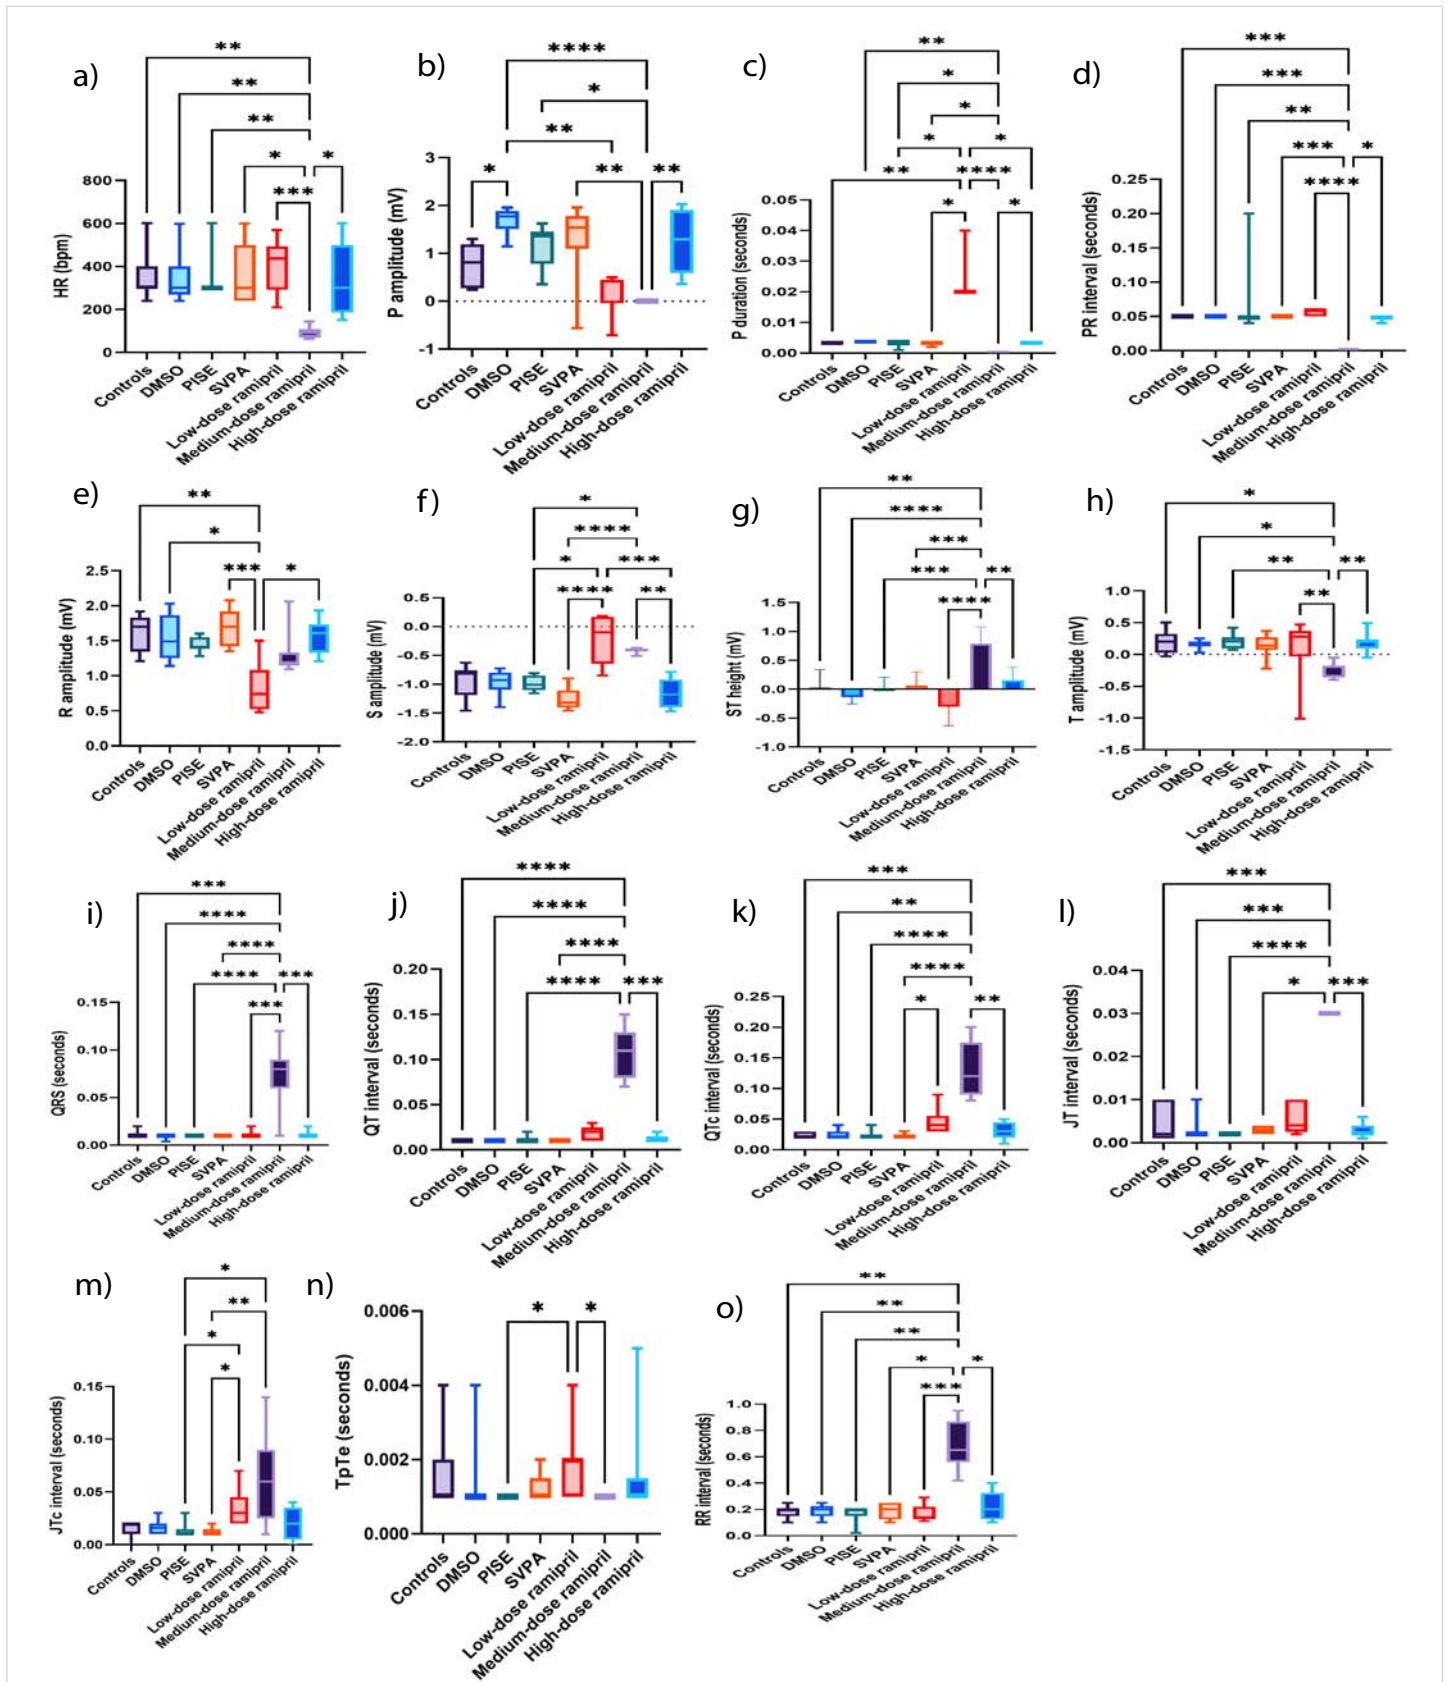 a)
**
**
**
*
*
***
HR (bpm)
800
600
400
200
0
Controls
DMSO
PISE
SVPA
Low-dose ramipril
Medium-dose ramipril
High-dose ramipril
b)
****
*
**
*
**
**
P amplitude (mV)
3
2
1
0
-1
Controls
DMSO
PISE
SVPA
Low-dose ramipril
Medium-dose ramipril
High-dose ramipril
c)
**
*
*
*
*
**
****
*
*
P duration (seconds)
0.05
0.04
0.03
0.02
0.01
0.00
Controls
DMSO
PISE
SVPA
Low-dose ramipril
Medium-dose ramipril
High-dose ramipril
d)
***
***
**
***
*
****
PR interval (seconds)
0.25
0.20
0.15
0.10
0.05
0.00
Controls
DMSO
PISE
SVPA
Low-dose ramipril
Medium-dose ramipril
High-dose ramipril
e)
**
*
***
*
R amplitude (mV)
2.5
2.0
1.5
1.0
0.5
0.0
Controls
DMSO
PISE
SVPA
Low-dose ramipril
Medium-dose ramipril
High-dose ramipril
f)
*
****
*
***
****
**
S amplitude (mV)
0.5
0.0
-0.5
-1.0
-1.5
-2.0
Controls
DMSO
PISE
SVPA
Low-dose ramipril
Medium-dose ramipril
High-dose ramipril
g)
**
****
***
***
**
****
ST height (mV)
1.5
1.0
0.5
0.0
-0.5
-1.0
Controls
DMSO
PISE
SVPA
Low-dose ramipril
Medium-dose ramipril
High-dose ramipril
h)
*
*
**
**
**
T amplitude (mV)
1.0
0.5
0.0
-0.5
-1.0
-1.5
Controls
DMSO
PISE
SVPA
Low-dose ramipril
Medium-dose ramipril
High-dose ramipril
i)
***
****
****
****
***
***
QRS (seconds)
0.15
0.10
0.05
0.00
Controls
DMSO
PISE
SVPA
Low-dose ramipril
Medium-dose ramipril
High-dose ramipril
j)
****
****
****
****
***
QT interval (seconds)
0.20
0.15
0.10
0.05
0.00
Controls
DMSO
PISE
SVPA
Low-dose ramipril
Medium-dose ramipril
High-dose ramipril
k)
***
**
****
****
*
**
QTc interval (seconds)
0.25
0.20
0.15
0.10
0.05
0.00
Controls
DMSO
PISE
SVPA
Low-dose ramipril
Medium-dose ramipril
High-dose ramipril
l)
***
***
****
*
***
JT interval (seconds)
0.04
0.03
0.02
0.01
0.00
Controls
DMSO
PISE
SVPA
Low-dose ramipril
Medium-dose ramipril
High-dose ramipril
m)
*
**
*
*
JTc interval (seconds)
0.15
0.10
0.05
0.00
Controls
DMSO
PISE
SVPA
Low-dose ramipril
Medium-dose ramipril
High-dose ramipril
n)
*
*
TpTe (seconds)
0.006
0.004
0.002
0.000
Controls
DMSO
PISE
SVPA
Low-dose ramipril
Medium-dose ramipril
High-dose ramipril
o)
**
**
**
*
*
***
RR interval (seconds)
1.0
0.8
0.6
0.4
0.2
0.0
Controls
DMSO
PISE
SVPA
Low-dose ramipril
Medium-dose ramipril
High-dose ramipril